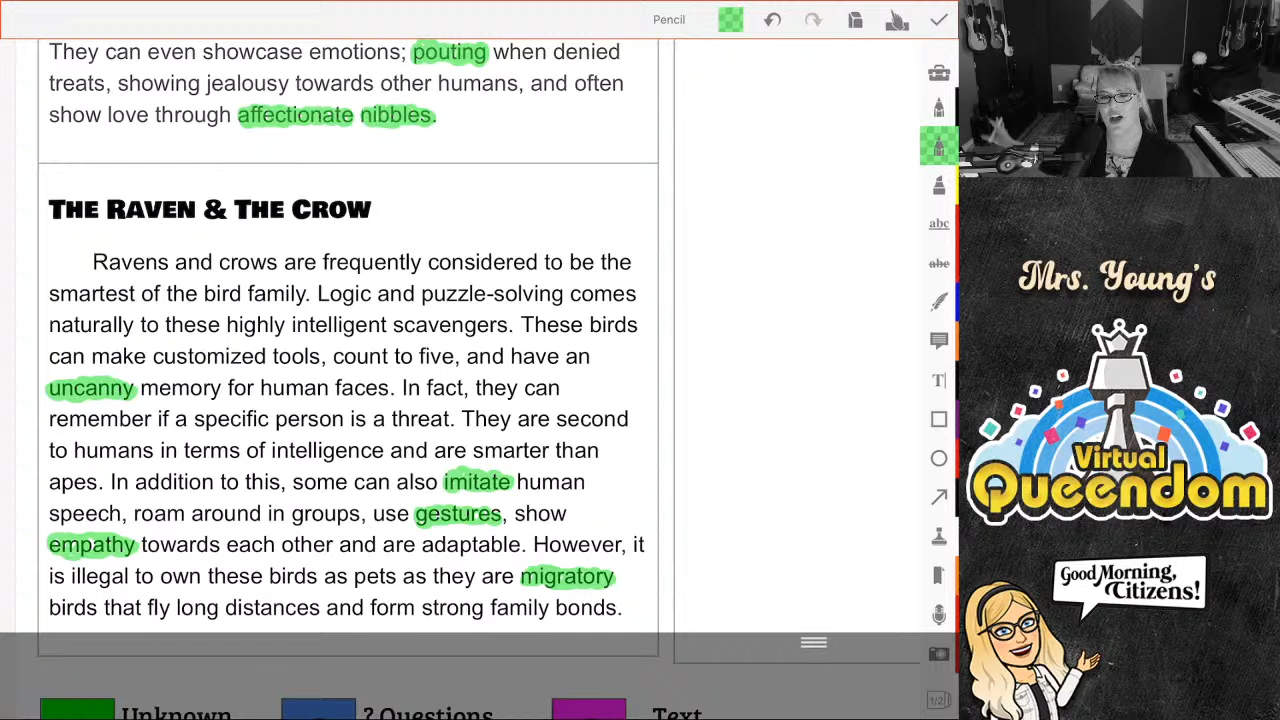 Pencil
They can even showcase emotions; pouting when denied
treats, showing jealousy towards other humans, and often
show love through affectionate nibbles.
The Raven & The Crow
Ravens and crows are frequently considered to be the
smartest of the bird family. Logic and puzzle-solving comes
naturally to these highly intelligent scavengers. These birds
can make customized tools, count to five, and have an
uncanny memory for human faces. In fact, they can
remember if a specific person is a threat. They are second
to humans in terms of intelligence and are smarter than
apes. In addition to this, some can also imitate human
speech, roam around in groups, use gestures, show
empathy towards each other and are adaptable. However, it
is illegal to own these birds as pets as they are migratory
birds that fly long distances and form strong family bonds.
Unknown
? Questions
Text
abc
abc
T
1/2
Mrs. Young's
Virtual
Queendom
Good Morning,
Citizens!